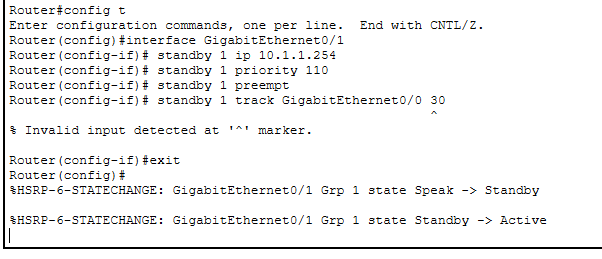 Router#config t
Enter configuration commands, one per line.  End with CNTL/Z.
Router(config)#interface GigabitEthernet0/1
Router(config-if)# standby 1 ip 10.1.1.254
Router(config-if)# standby 1 priority 110
Router(config-if)# standby 1 preempt
Router(config-if)# standby 1 track GigabitEthernet0/0 30
^
% Invalid input detected at '^' marker.
Router(config-if)#exit
Router(config)#
%HSRP-6-STATECHANGE: GigabitEthernet0/1 Grp 1 state Speak -> Standby
%HSRP-6-STATECHANGE: GigabitEthernet0/1 Grp 1 state Standby -> Active